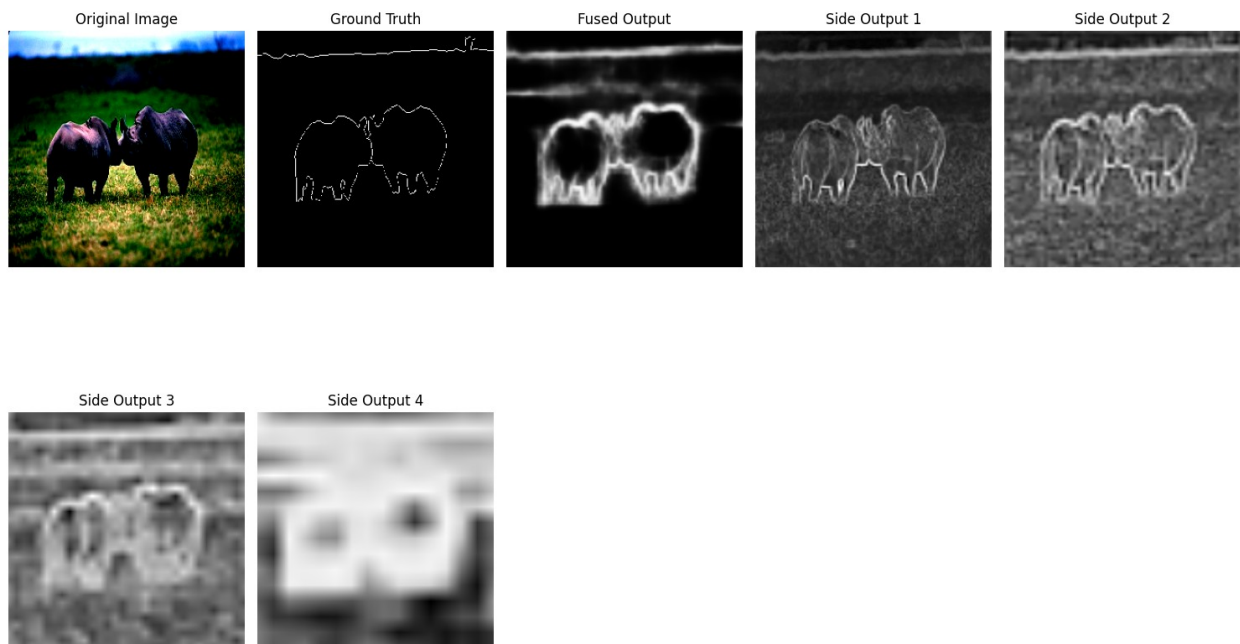 Original Image
Ground Truth
Fused Output
Side Output 1
Side Output 2
Side Output 3
Side Output 4